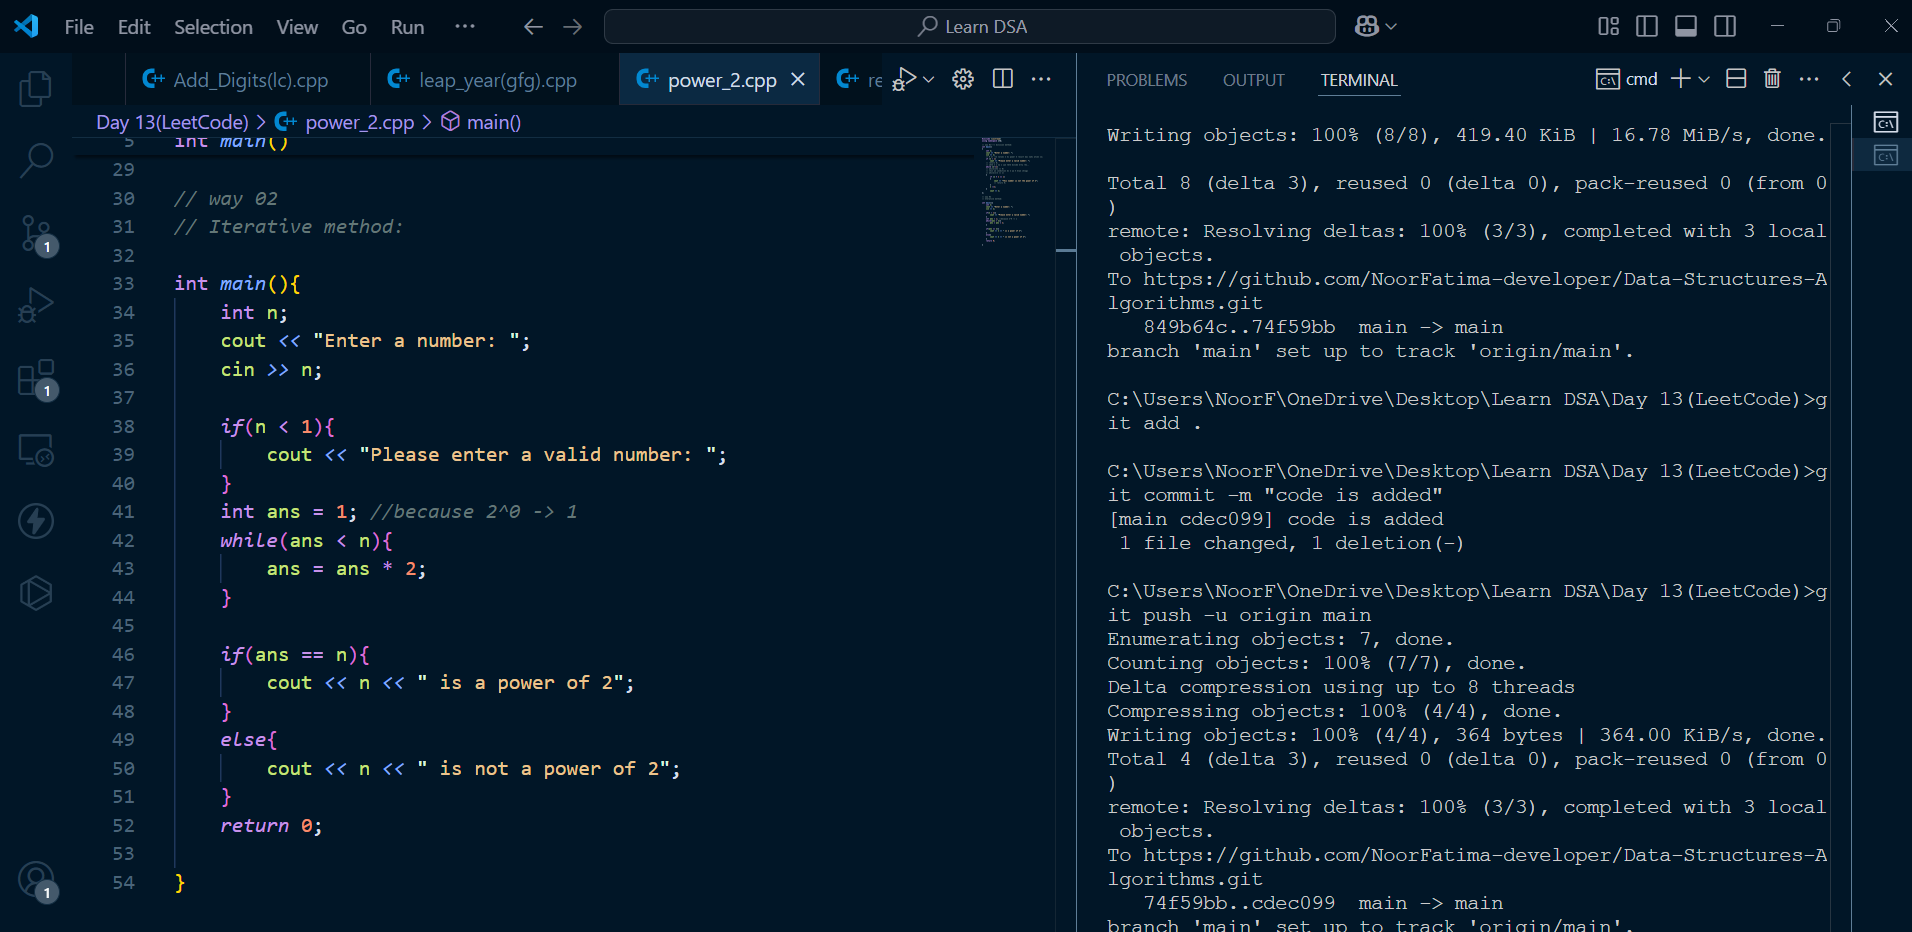 File Edit Selection View Go Run ··· Learn DSA
Add_Digits(lc).cpp leap_year(gfg).cpp power_2.cpp re
Day 13(LeetCode) > power_2.cpp > main()
5 int main()
29
30 // way 02
31 // Iterative method:
32
33 int main(){
34 int n;
35 cout << "Enter a number: ";
36 cin >> n;
37
38 if(n < 1){
39 cout << "Please enter a valid number: ";
40 }
41 int ans = 1; //because 2^0 -> 1
42 while(ans < n){
43 ans = ans * 2;
44 }
45
46 if(ans == n){
47 cout << n << " is a power of 2";
48 }
49 else{
50 cout << n << " is not a power of 2";
51 }
52 return 0;
53
54 }
1
1
1
PROBLEMS OUTPUT TERMINAL cmd
Writing objects: 100% (8/8), 419.40 KiB | 16.78 MiB/s, done.
Total 8 (delta 3), reused 0 (delta 0), pack-reused 0 (from 0
)
remote: Resolving deltas: 100% (3/3), completed with 3 local
objects.
To https://github.com/NoorFatima-developer/Data-Structures-A
lgorithms.git
849b64c..74f59bb main -> main
branch 'main' set up to track 'origin/main'.
C:\Users\NoorF\OneDrive\Desktop\Learn DSA\Day 13(LeetCode)>g
it add .
C:\Users\NoorF\OneDrive\Desktop\Learn DSA\Day 13(LeetCode)>g
it commit -m "code is added"
[main cdec099] code is added
1 file changed, 1 deletion(-)
C:\Users\NoorF\OneDrive\Desktop\Learn DSA\Day 13(LeetCode)>g
it push -u origin main
Enumerating objects: 7, done.
Counting objects: 100% (7/7), done.
Delta compression using up to 8 threads
Compressing objects: 100% (4/4), done.
Writing objects: 100% (4/4), 364 bytes | 364.00 KiB/s, done.
Total 4 (delta 3), reused 0 (delta 0), pack-reused 0 (from 0
)
remote: Resolving deltas: 100% (3/3), completed with 3 local
objects.
To https://github.com/NoorFatima-developer/Data-Structures-A
lgorithms.git
74f59bb..cdec099 main -> main
branch 'main' set up to track 'origin/main'.